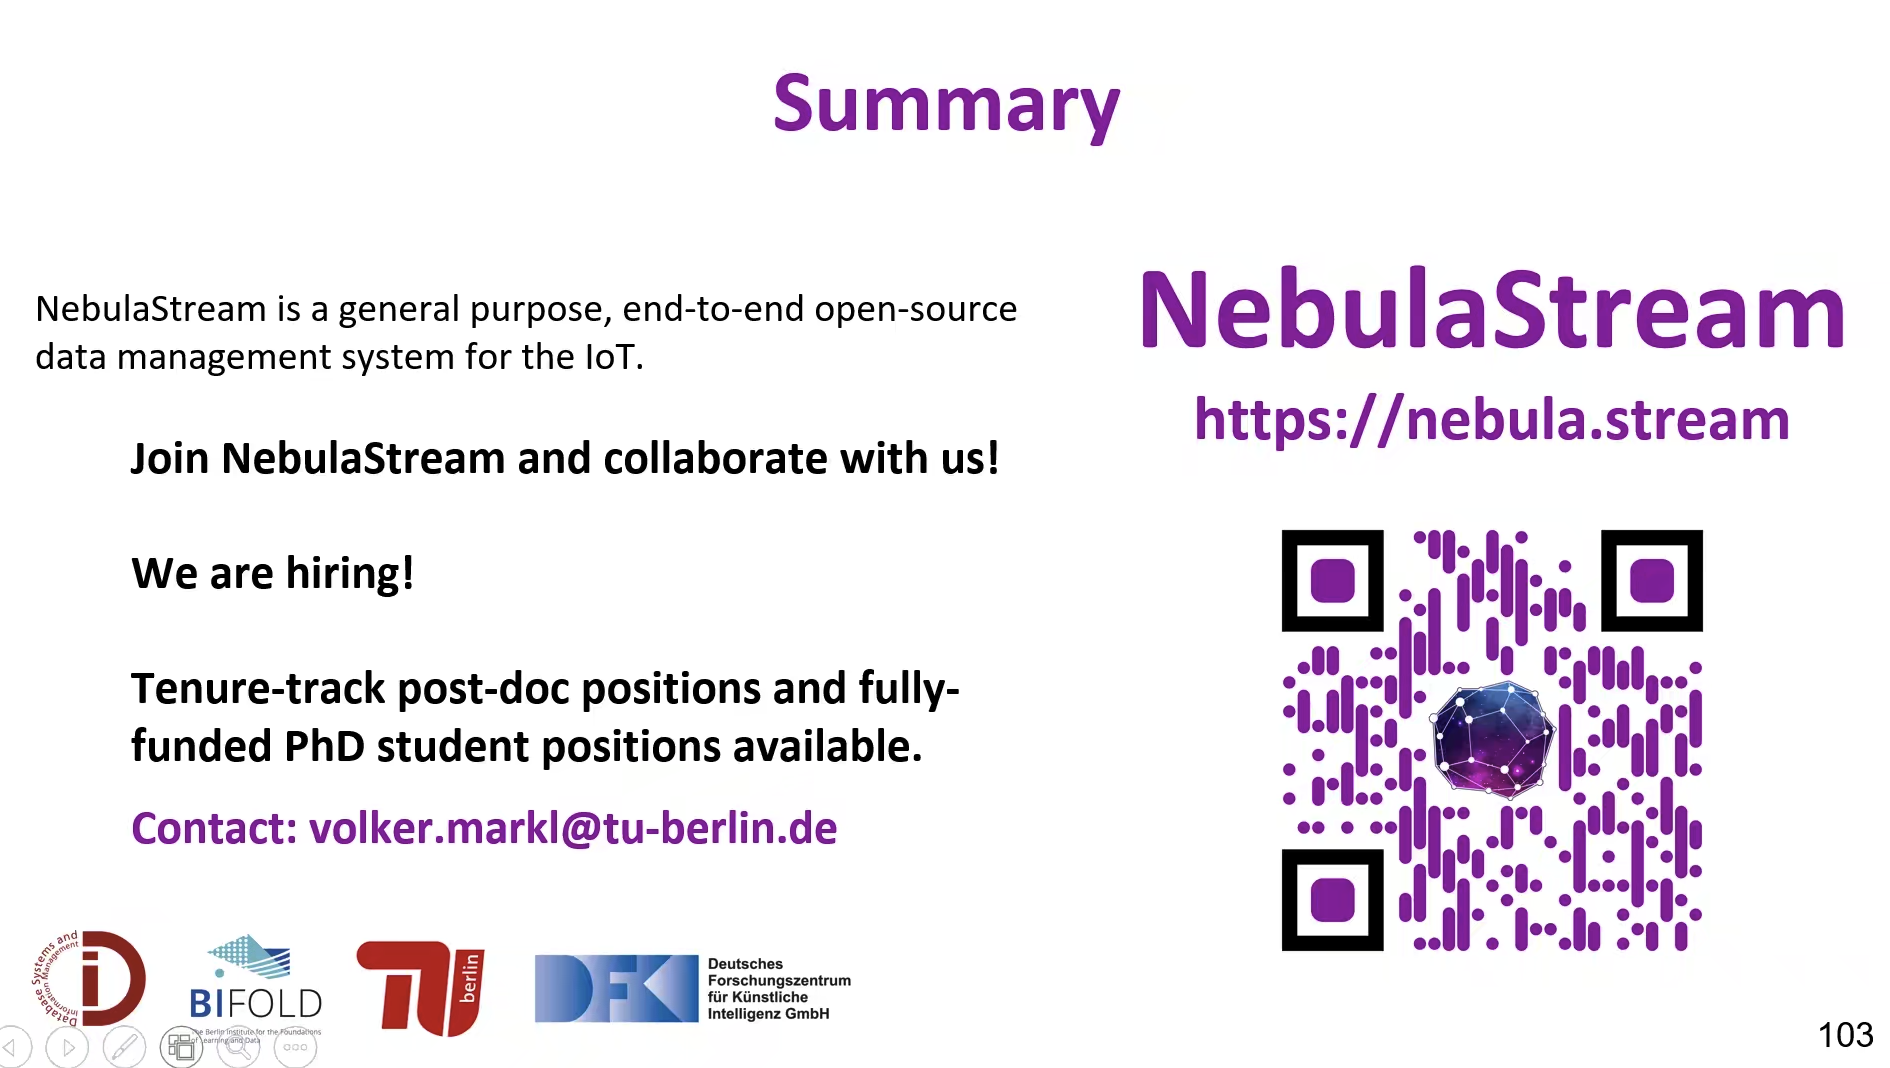 Summary
NebulaStream is a general purpose, end-to-end open-source
data management system for the IoT.
Join NebulaStream and collaborate with us!
We are hiring!
Tenure-track post-doc positions and fully-
funded PhD student positions available.
Contact: volker.markl@tu-berlin.de
NebulaStream
https://nebula.stream
Database Systems and
Information Management
BIFOLD
The Berlin Institute for the Foundations
of Learning and Data
berlin
DFK
Deutsches
Forschungszentrum
für Künstliche
Intelligenz GmbH
103